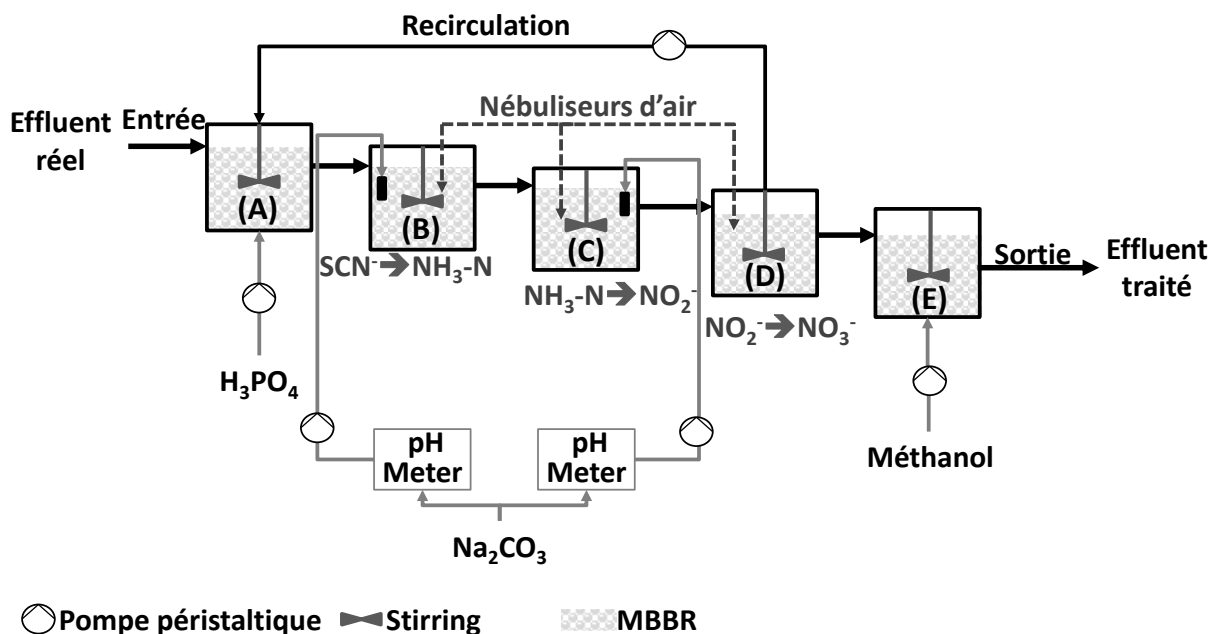 Recirculation
Nébuliseurs d'air
Effluent
réel
Entrée
(A)
(B)
(C)
(D)
(E)
SCN⁻➔NH₃-N
NH₃-N➔NO₂⁻
NO₂⁻➔NO₃⁻
Sortie
Effluent
traité
H₃PO₄
pH
Meter
pH
Meter
Méthanol
Na₂CO₃
Pompe péristaltique
Stirring
MBBR